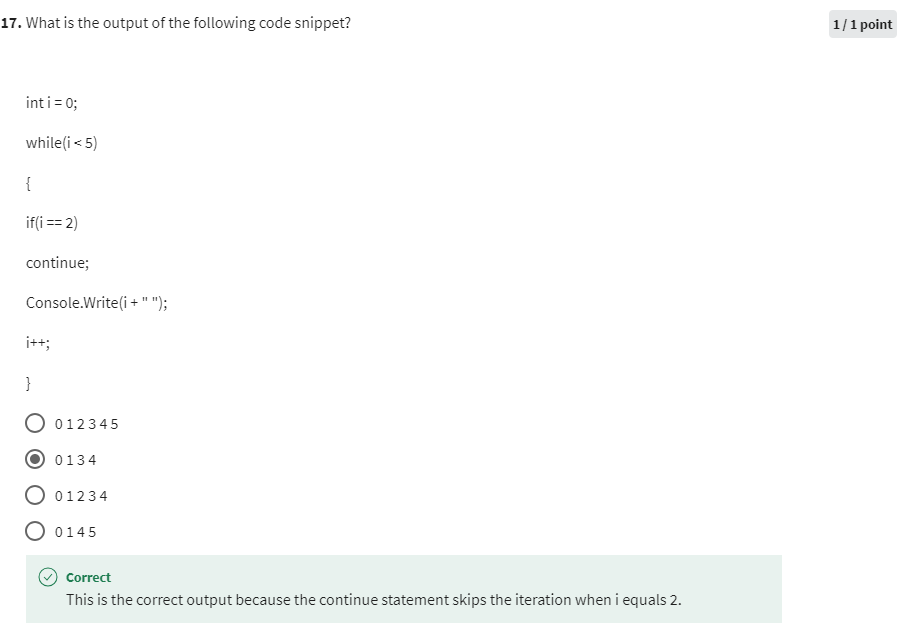 17. What is the output of the following code snippet?
1 / 1 point
int i = 0;
while(i < 5)
{
if(i == 2)
continue;
Console.Write(i + " ");
i++;
}
0 1 2 3 4 5
0 1 3 4
0 1 2 3 4
0 1 4 5
Correct
This is the correct output because the continue statement skips the iteration when i equals 2.